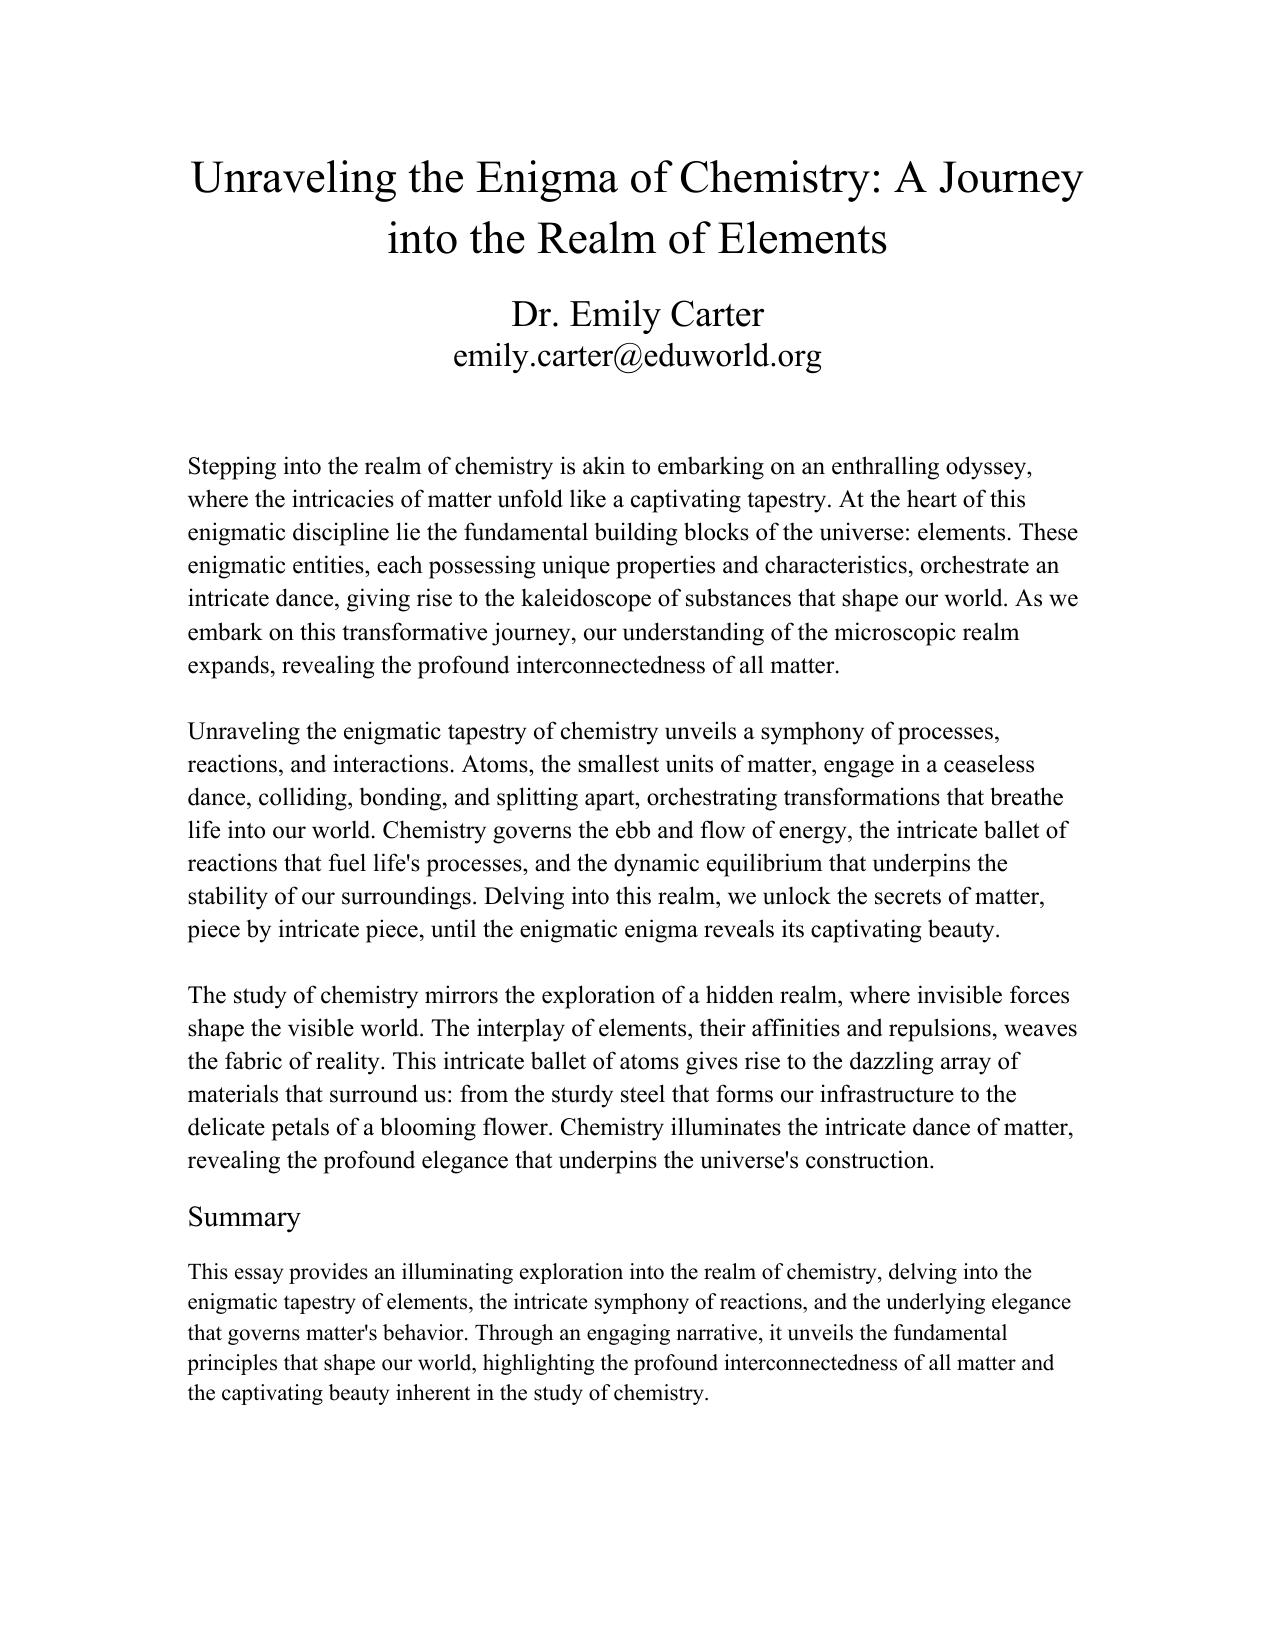 Unraveling the Enigma of Chemistry: A Journey
into the Realm of Elements
Dr. Emily Carter
emily.carter@eduworld.org
Stepping into the realm of chemistry is akin to embarking on an enthralling odyssey,
where the intricacies of matter unfold like a captivating tapestry. At the heart of this
enigmatic discipline lie the fundamental building blocks of the universe: elements. These
enigmatic entities, each possessing unique properties and characteristics, orchestrate an
intricate dance, giving rise to the kaleidoscope of substances that shape our world. As we
embark on this transformative journey, our understanding of the microscopic realm
expands, revealing the profound interconnectedness of all matter.
Unraveling the enigmatic tapestry of chemistry unveils a symphony of processes,
reactions, and interactions. Atoms, the smallest units of matter, engage in a ceaseless
dance, colliding, bonding, and splitting apart, orchestrating transformations that breathe
life into our world. Chemistry governs the ebb and flow of energy, the intricate ballet of
reactions that fuel life's processes, and the dynamic equilibrium that underpins the
stability of our surroundings. Delving into this realm, we unlock the secrets of matter,
piece by intricate piece, until the enigmatic enigma reveals its captivating beauty.
The study of chemistry mirrors the exploration of a hidden realm, where invisible forces
shape the visible world. The interplay of elements, their affinities and repulsions, weaves
the fabric of reality. This intricate ballet of atoms gives rise to the dazzling array of
materials that surround us: from the sturdy steel that forms our infrastructure to the
delicate petals of a blooming flower. Chemistry illuminates the intricate dance of matter,
revealing the profound elegance that underpins the universe's construction.
Summary
This essay provides an illuminating exploration into the realm of chemistry, delving into the
enigmatic tapestry of elements, the intricate symphony of reactions, and the underlying elegance
that governs matter's behavior. Through an engaging narrative, it unveils the fundamental
principles that shape our world, highlighting the profound interconnectedness of all matter and
the captivating beauty inherent in the study of chemistry.